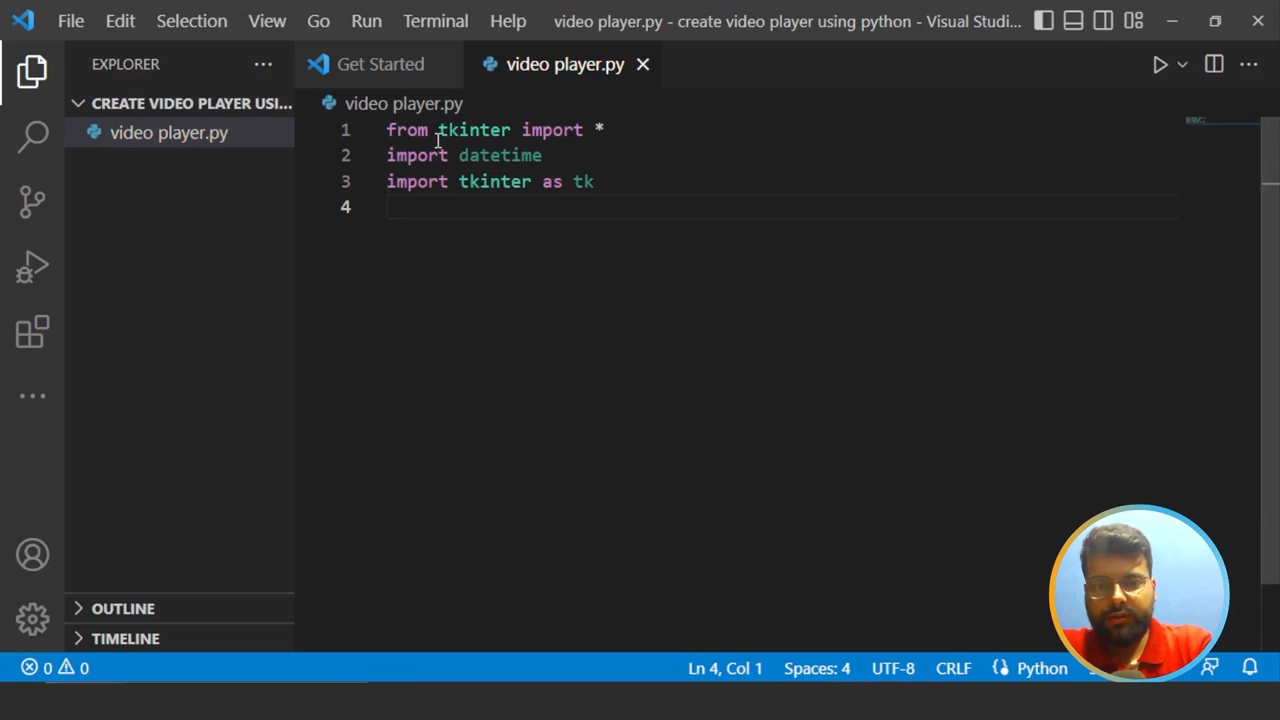 File Edit Selection View Go Run Terminal Help video player.py - create video player using python - Visual Studi...
EXPLORER ...
Get Started video player.py
CREATE VIDEO PLAYER USI...
video player.py
video player.py
1 from tkinter import *
2 import datetime
3 import tkinter as tk
4
OUTLINE
TIMELINE
0 0 Ln 4, Col 1 Spaces: 4 UTF-8 CRLF Python